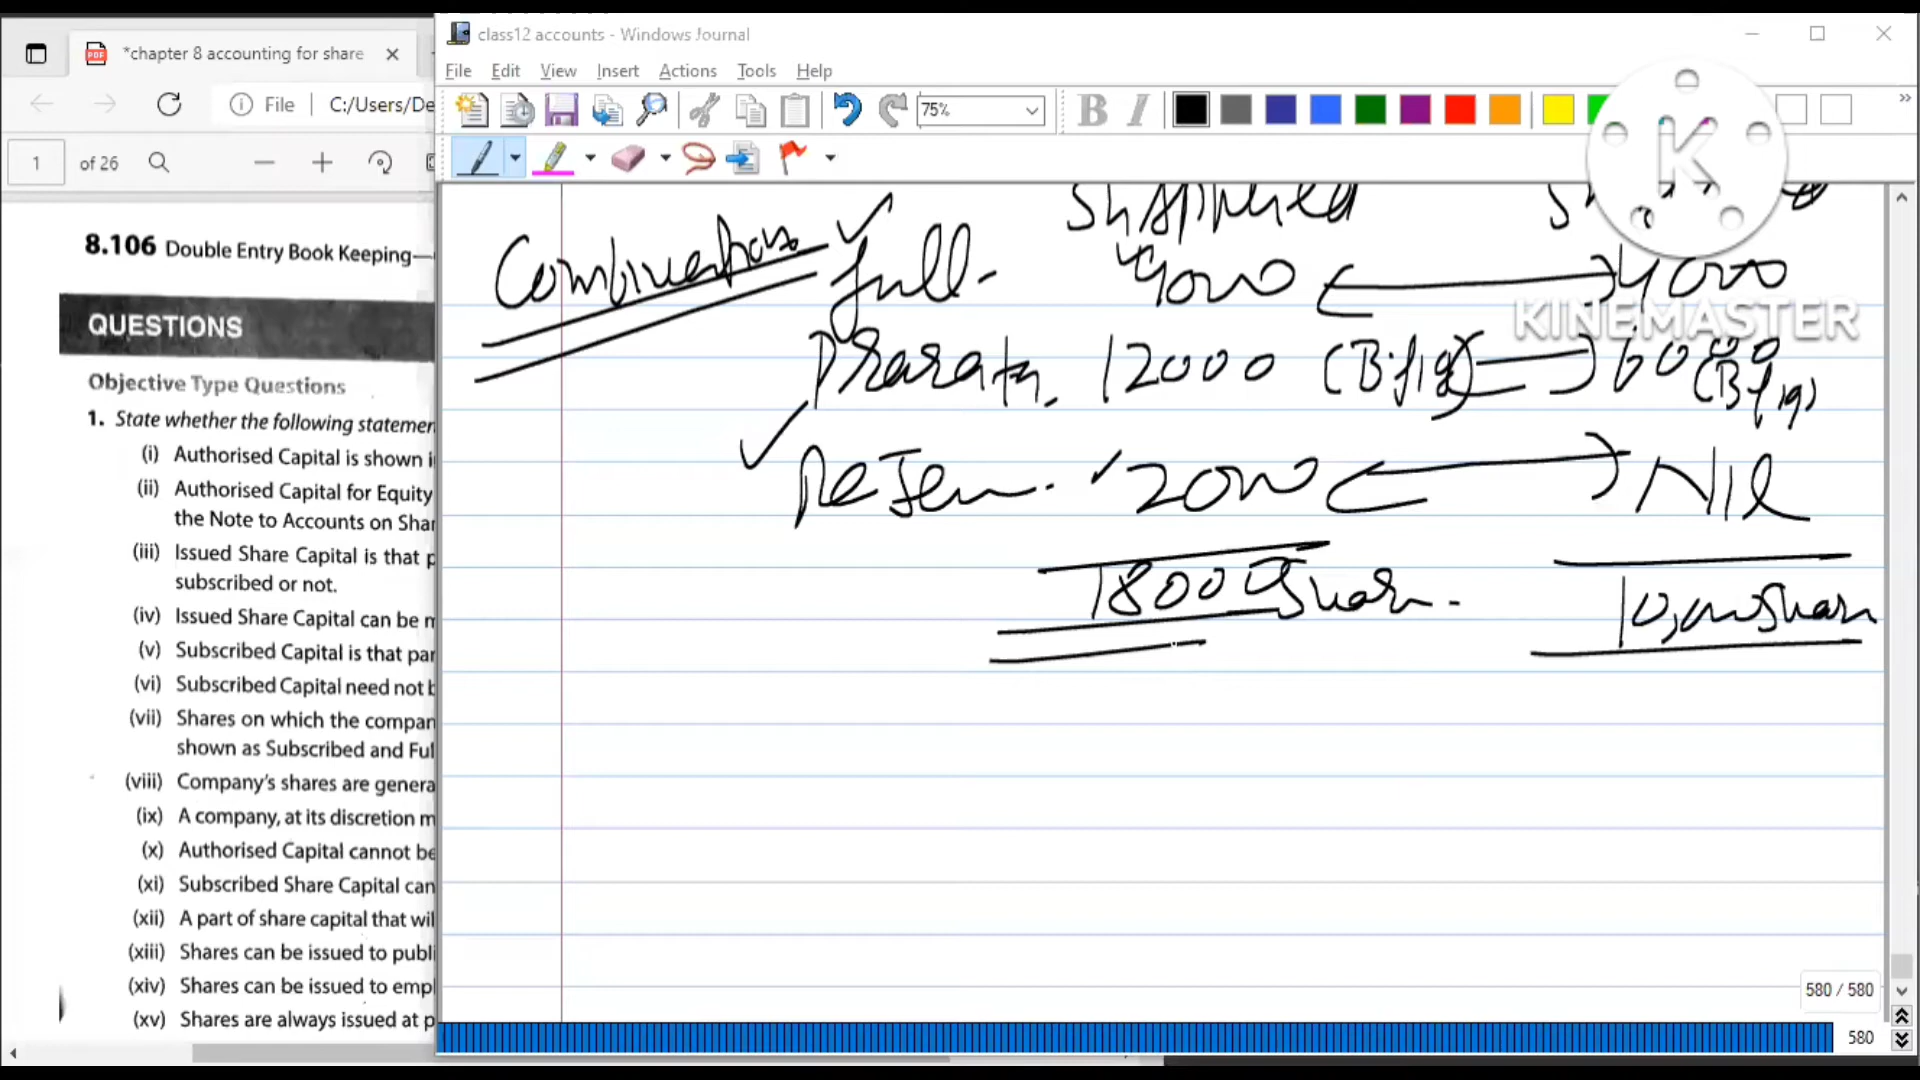 *chapter 8 accounting for share
File C:/Users/De
1 of 26
8.106 Double Entry Book Keeping—
QUESTIONS
Objective Type Questions
1. State whether the following statemen
(i) Authorised Capital is shown i
(ii) Authorised Capital for Equity
the Note to Accounts on Shar
(iii) Issued Share Capital is that p
subscribed or not.
(iv) Issued Share Capital can be m
(v) Subscribed Capital is that par
(vi) Subscribed Capital need not b
(vii) Shares on which the compan
shown as Subscribed and Ful
(viii) Company's shares are genera
(ix) A company, at its discretion m
(x) Authorised Capital cannot be
(xi) Subscribed Share Capital can
(xii) A part of share capital that wil
(xiii) Shares can be issued to publi
(xiv) Shares can be issued to empl
(xv) Shares are always issued at p
class12 accounts - Windows Journal
File Edit View Insert Actions Tools Help
75%
B I
K
KINEMASTER
Sh Applied
Combinations full - 4000 4000
Prorata. 12000 (B.fig) 6000 (B fig)
Rejen. 2000 Nil
18000 Share. 10,000 Share
580 / 580
580